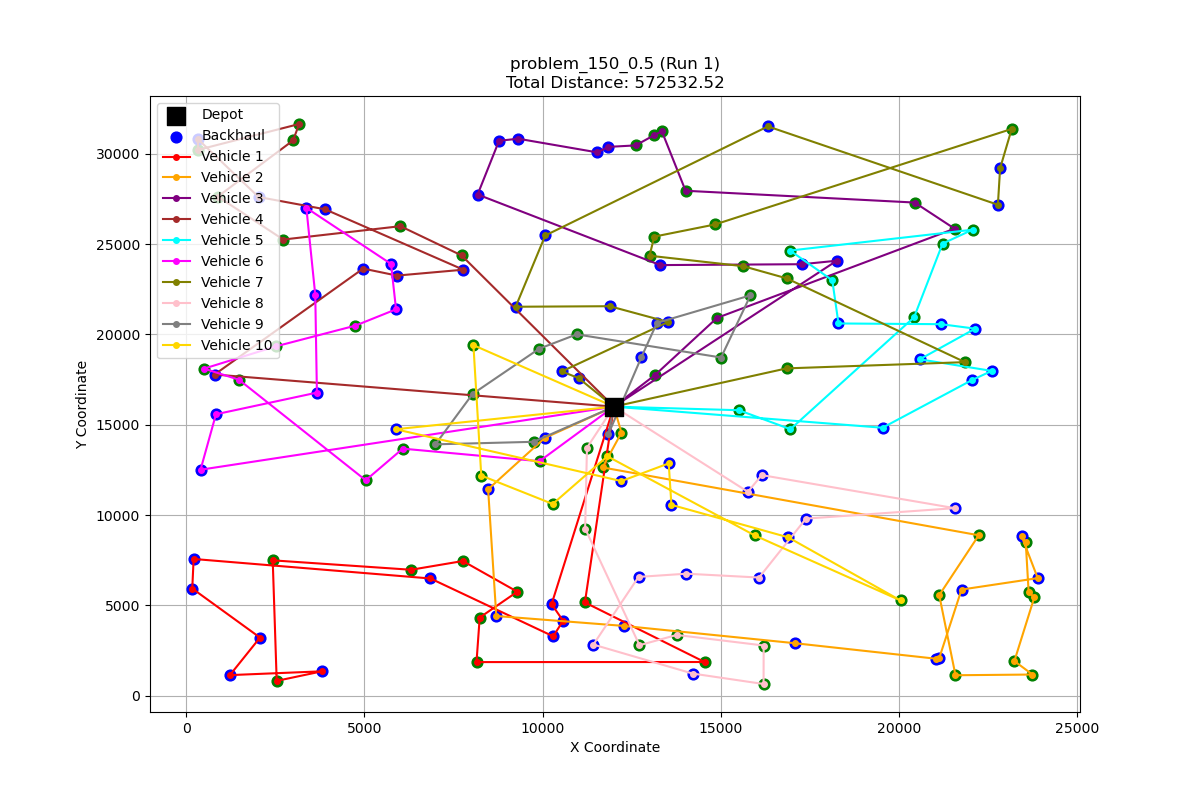 problem_150_0.5 (Run 1)
Total Distance: 572532.52
Depot
Backhaul
Vehicle 1
Vehicle 2
Vehicle 3
Vehicle 4
Vehicle 5
Vehicle 6
Vehicle 7
Vehicle 8
Vehicle 9
Vehicle 10
30000
25000
20000
15000
10000
5000
0
Y Coordinate
0 5000 10000 15000 20000 25000
X Coordinate